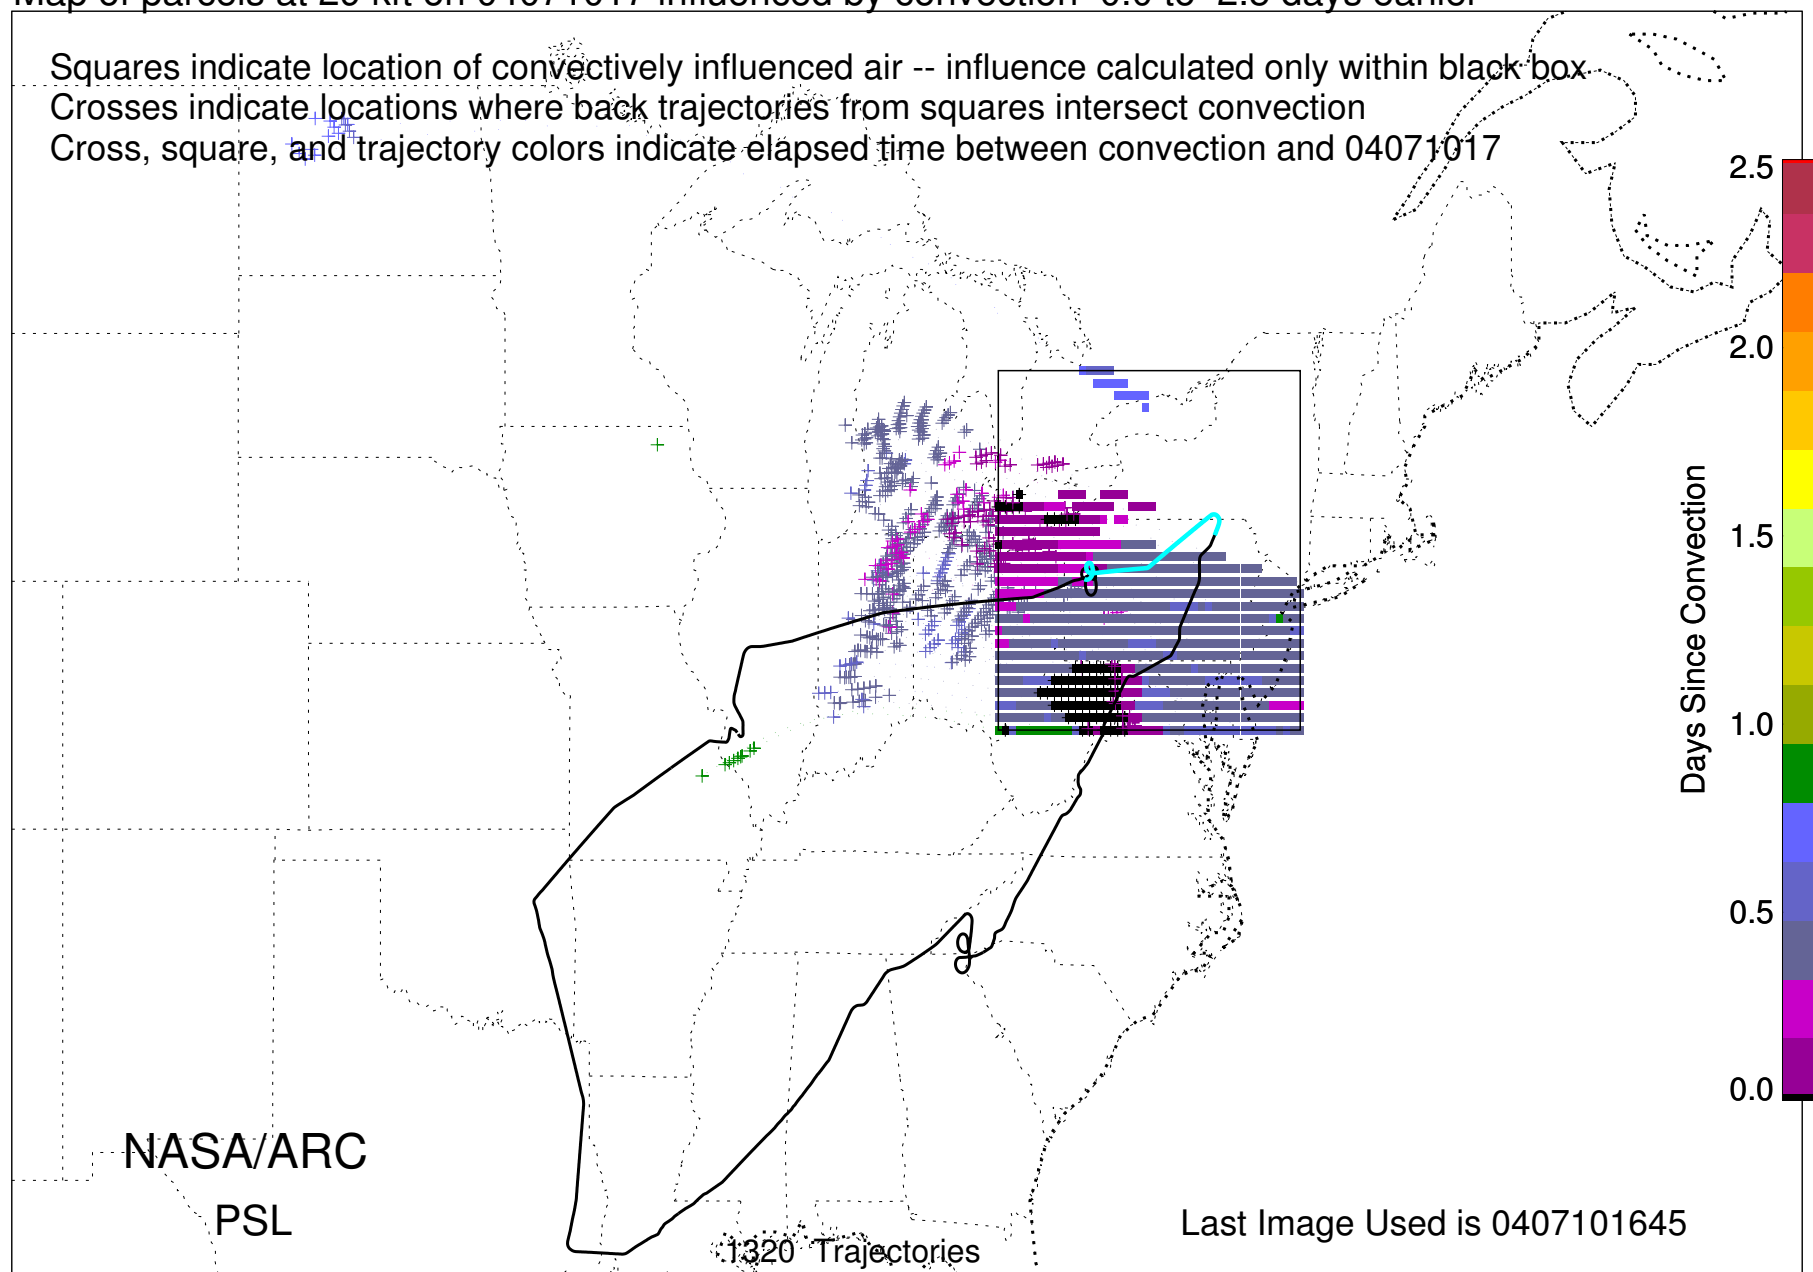 Squares indicate location of convectively influenced air -- influence calculated only within black box
Crosses indicate locations where back trajectories from squares intersect convection
Cross, square, and trajectory colors indicate elapsed time between convection and 04071017
2.5
2.0
1.5
1.0
0.5
0.0
Days Since Convection
NASA/ARC
PSL
Last Image Used is 0407101645
1320 Trajectories